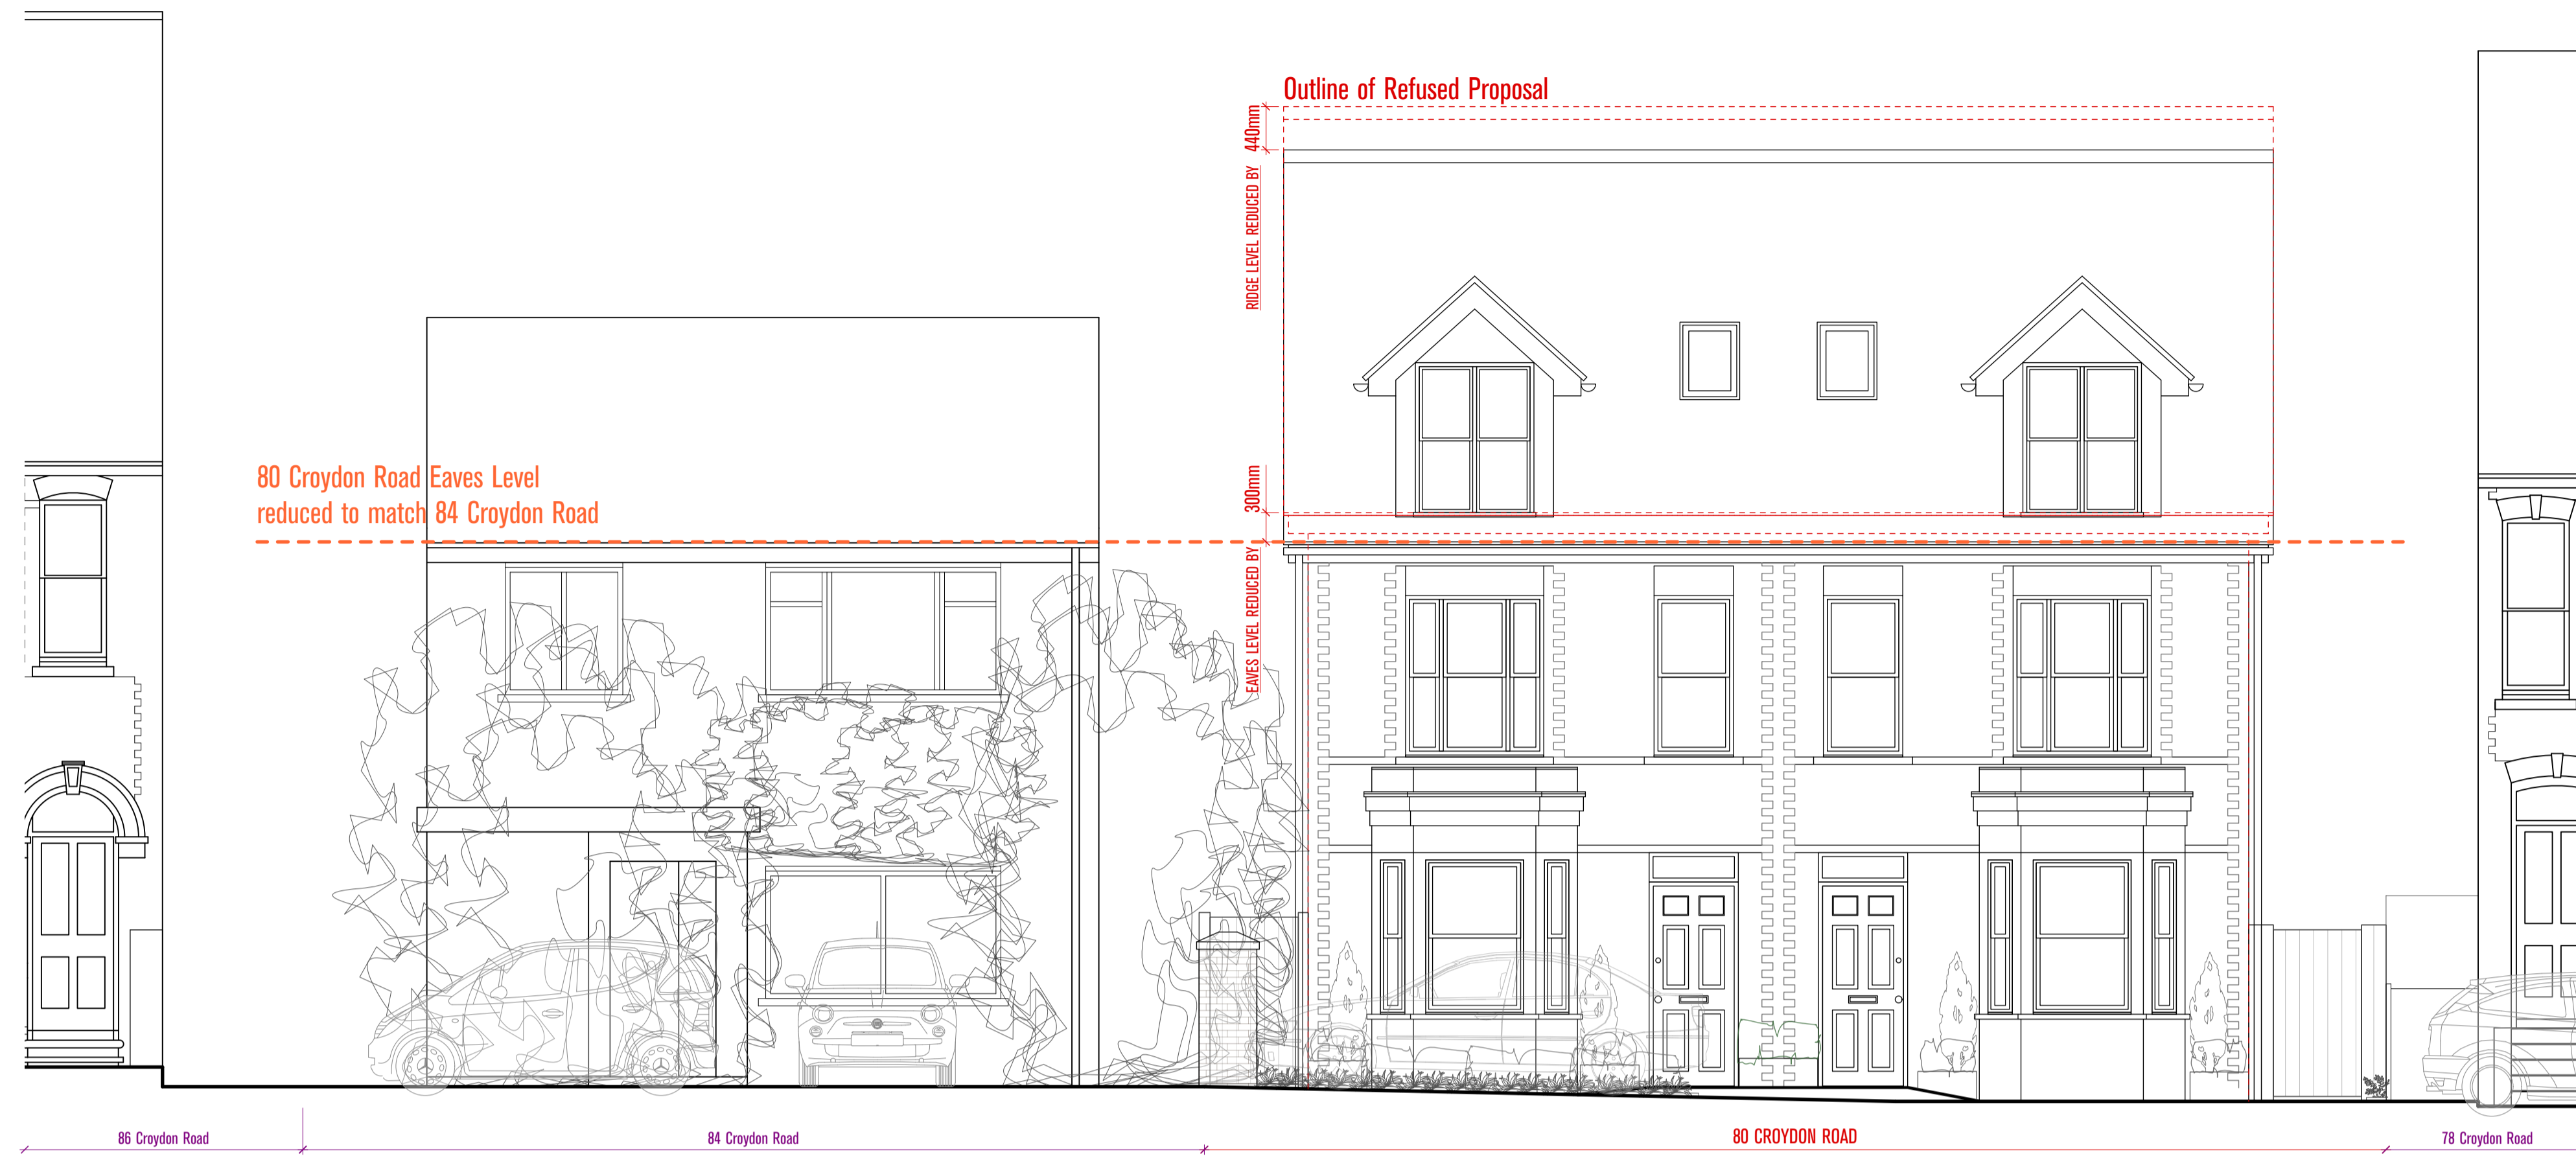 Outline of Refused Proposal
440mm
RIDGE LEVEL REDUCED BY
80 Croydon Road Eaves Level
reduced to match 84 Croydon Road
300mm
EAVES LEVEL REDUCED BY
86 Croydon Road
84 Croydon Road
80 CROYDON ROAD
78 Croydon Road